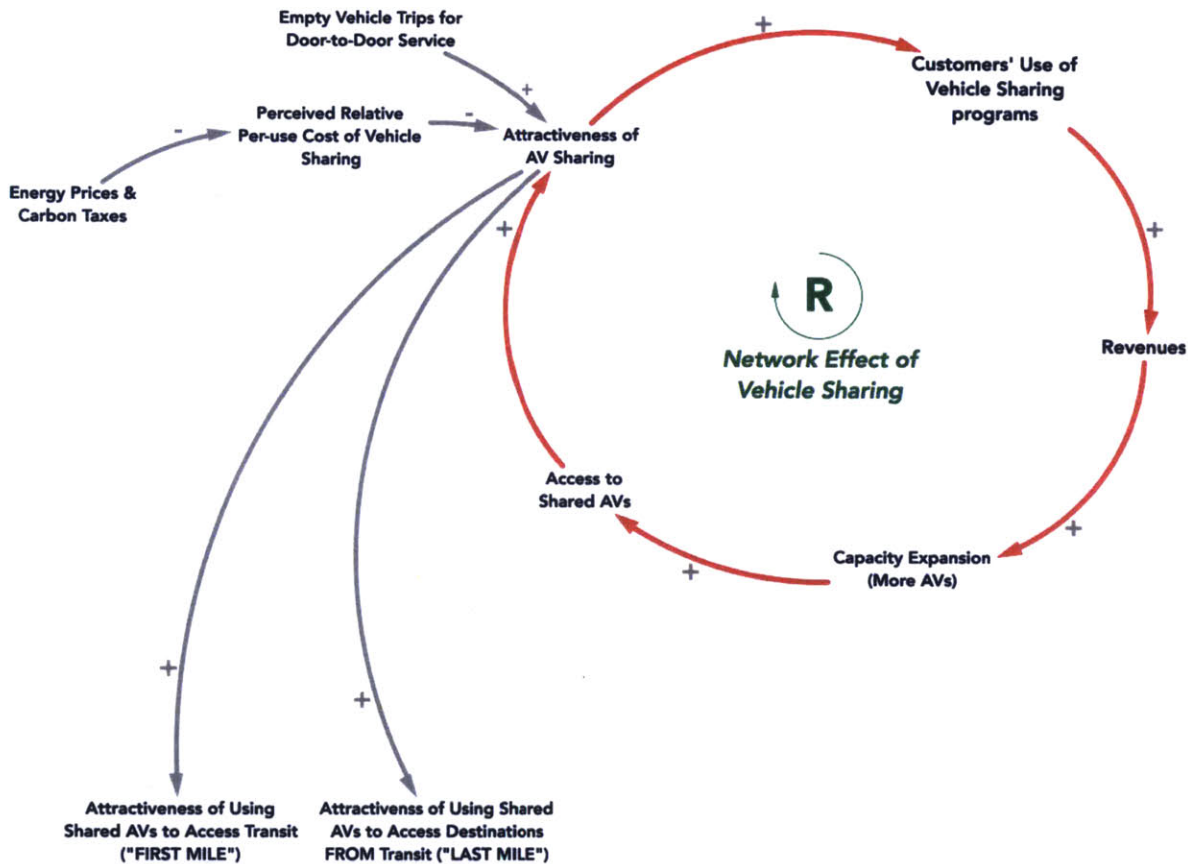 Empty Vehicle Trips for
Door-to-Door Service
+
+
Customers' Use of
Vehicle Sharing
programs
Perceived Relative
Per-use Cost of Vehicle
Sharing
-
-
Attractiveness of
AV Sharing
Energy Prices &
Carbon Taxes
+
+
R
Network Effect of
Vehicle Sharing
Revenues
Access to
Shared AVs
+
Capacity Expansion
(More AVs)
+
+
+
Attractiveness of Using
Shared AVs to Access Transit
("FIRST MILE")
Attractivenss of Using Shared
AVs to Access Destinations
FROM Transit ("LAST MILE")